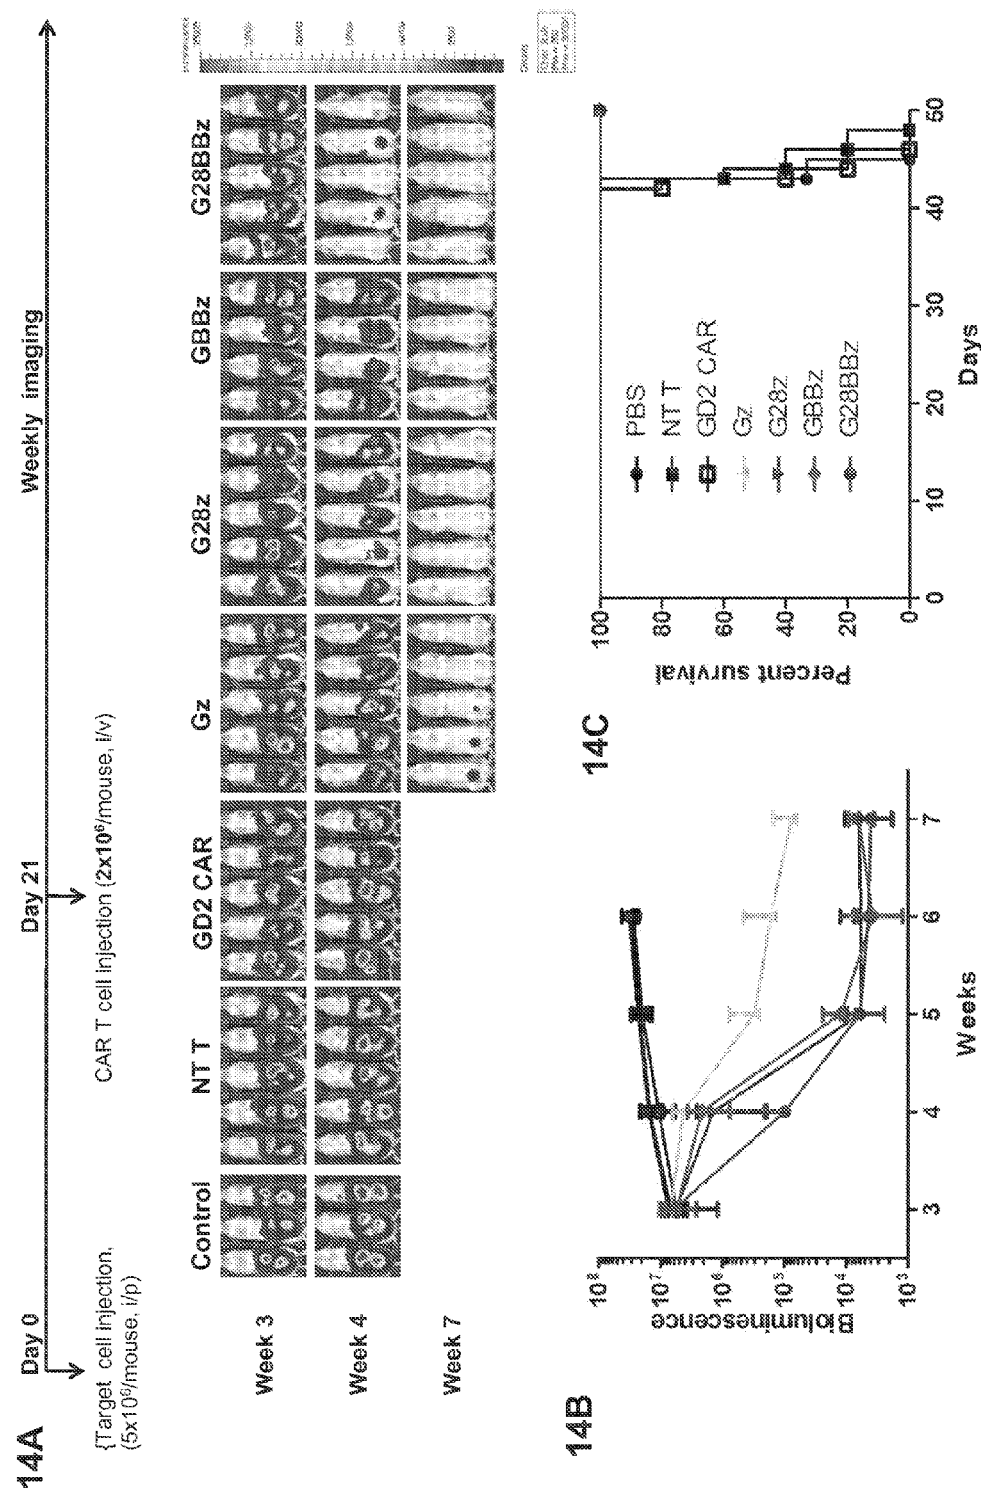 14A
Day 0
Day 21
Weekly imaging
{Target cell injection,
(5x10⁶/mouse, i/p)
CAR T cell injection (2x10⁶/mouse, i/v)
Control
NT T
GD2 CAR
Gz
G28z
GBBz
G28BBz
Week 3
Week 4
Week 7
14B
Bioluminescence
10⁸
10⁷
10⁶
10⁵
10⁴
10³
3
4
5
6
7
Weeks
14C
Percent survival
100
80
60
40
20
0
0
10
20
30
40
50
Days
PBS
NT T
GD2 CAR
Gz
G28z
GBBz
G28BBz